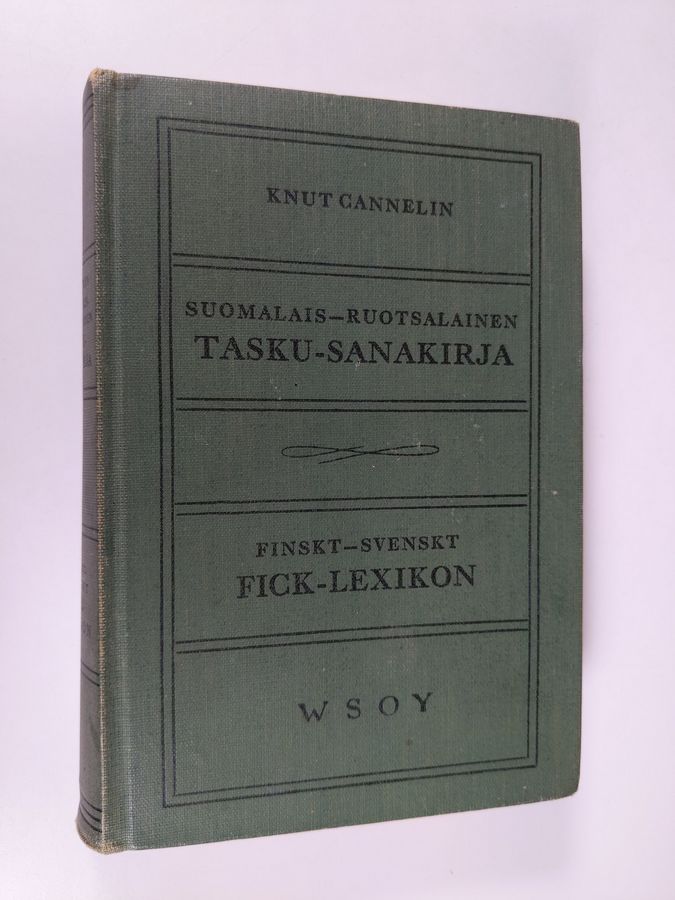 KNUT CANNELIN
SUOMALAIS–RUOTSALAINEN
TASKU-SANAKIRJA
FINSKT–SVENSKT
FICK-LEXIKON
WSOY